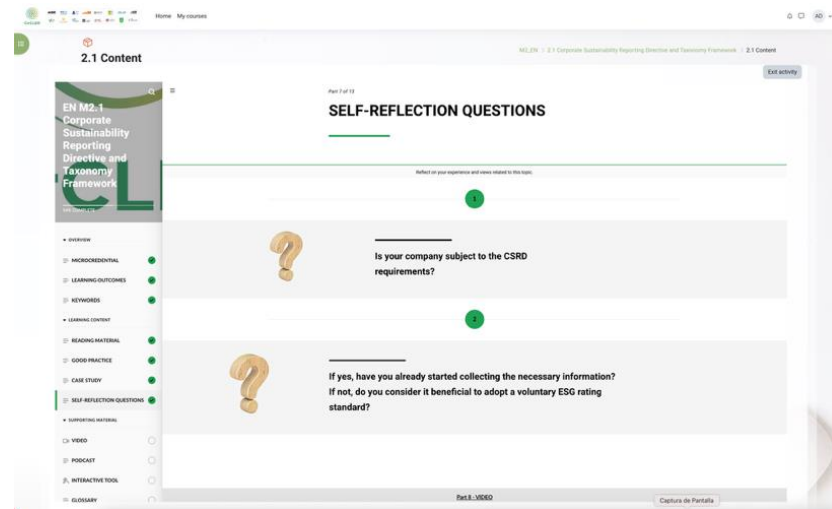 Home My courses
AD
2.1 Content
M2_EN
2.1 Corporate Sustainability Reporting Directive and Taxonomy Framework
2.1 Content
Exit activity
EN M2.1
Corporate
Sustainability
Reporting
Directive and
Taxonomy
Framework
CL
OVERVIEW
MICROCREDENTIAL
LEARNING OUTCOMES
KEYWORDS
LEARNING CONTENT
READING MATERIAL
GOOD PRACTICE
CASE STUDY
SELF-REFLECTION QUESTIONS
SUPPORTING MATERIAL
VIDEO
PODCAST
INTERACTIVE TOOL
GLOSSARY
Part 7 of 13
SELF-REFLECTION QUESTIONS
Reflect on your experience and views related to this topic.
1
Is your company subject to the CSRD
requirements?
2
If yes, have you already started collecting the necessary information?
If not, do you consider it beneficial to adopt a voluntary ESG rating
standard?
Part 8 - VIDEO
Captura de Pantalla